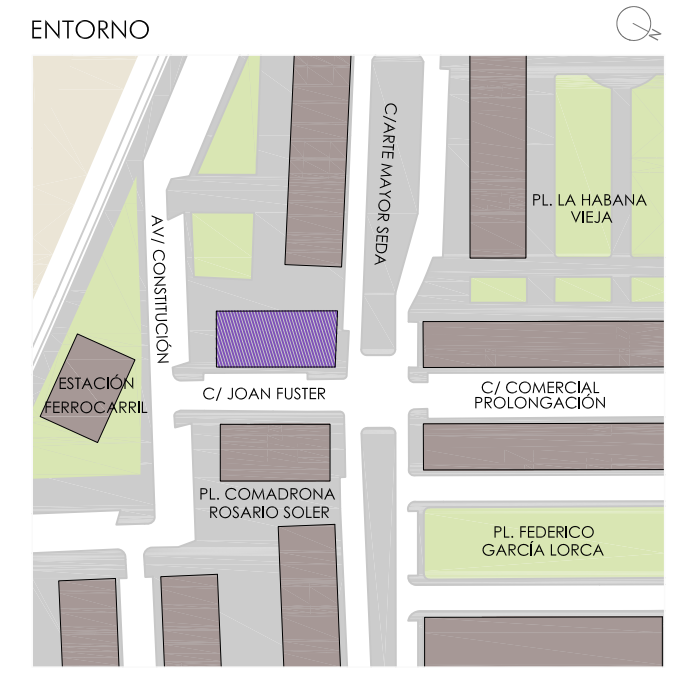 ENTORNO
N
C/ARTE MAYOR SEDA
PL. LA HABANA
VIEJA
AV/ CONSTITUCIÓN
ESTACIÓN
FERROCARRIL
C/ JOAN FUSTER
C/ COMERCIAL
PROLONGACIÓN
PL. COMADRONA
ROSARIO SOLER
PL. FEDERICO
GARCÍA LORCA